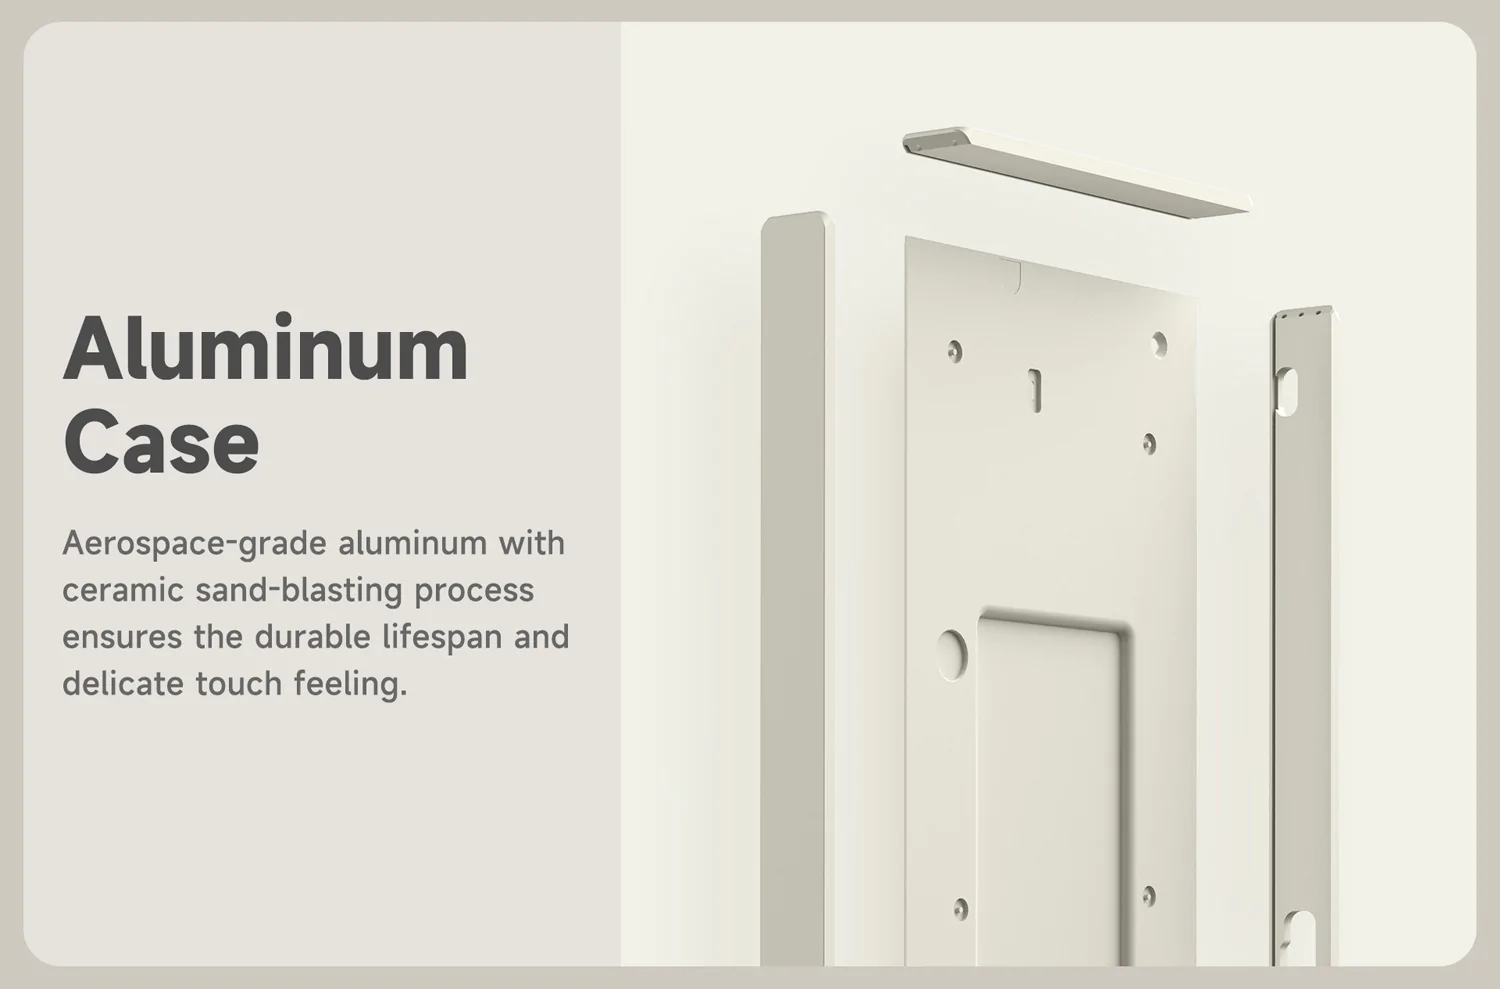 Aluminum
Case
Aerospace-grade aluminum with
ceramic sand-blasting process
ensures the durable lifespan and
delicate touch feeling.